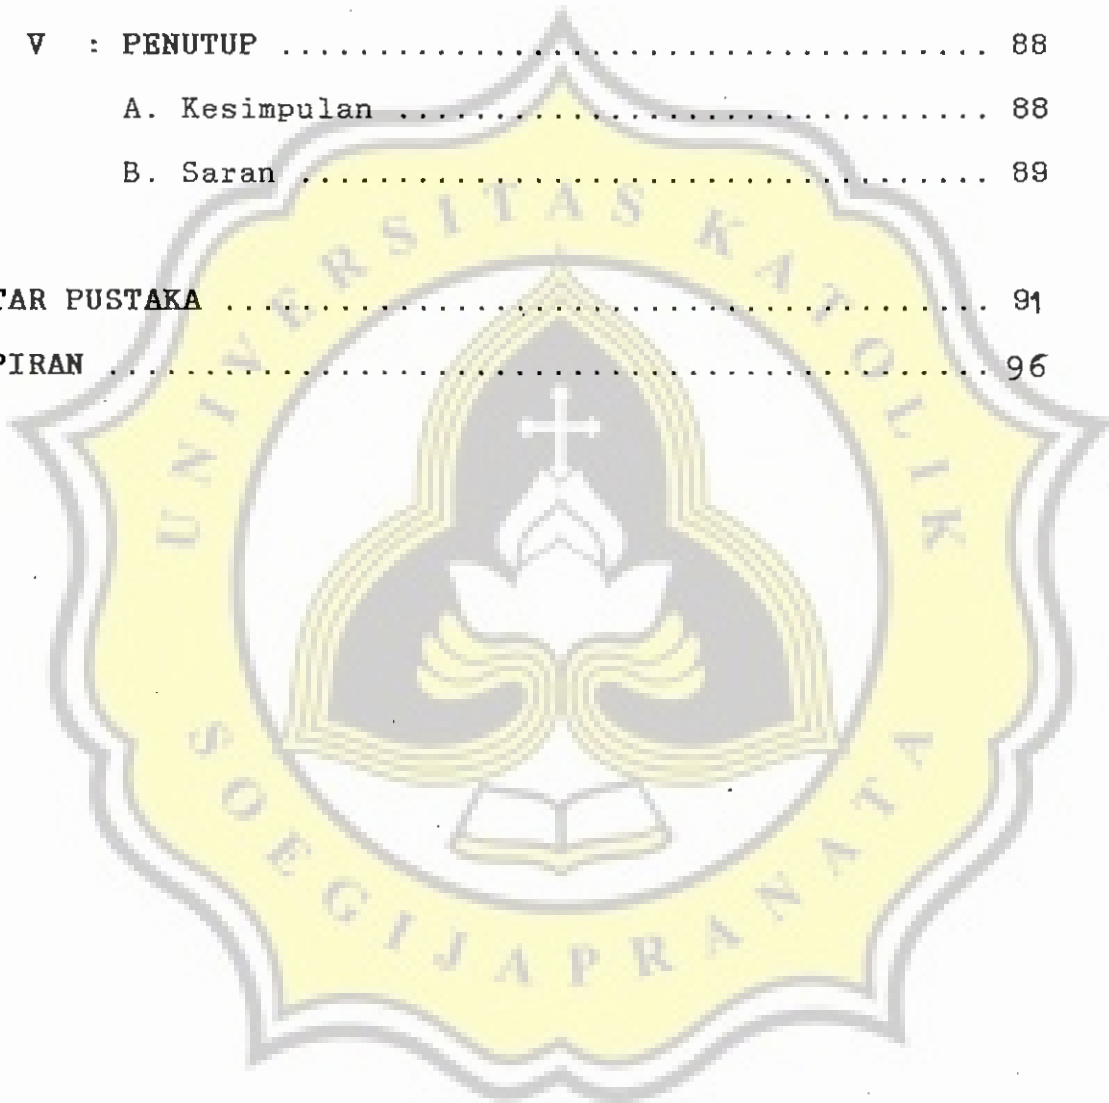 V : PENUTUP .................................... 88
A. Kesimpulan .............................. 88
B. Saran ................................... 89
TAR PUSTAKA ....................................... 91
PIRAN ............................................. 96
UNIVERSITAS KATOLIK
SOEGIJAPRANATA